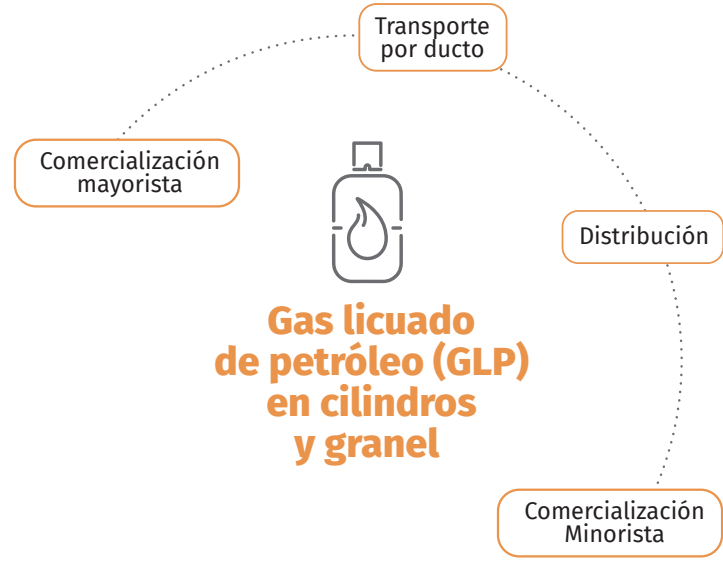 Transporte
por ducto
Comercialización
mayorista
Distribución
Gas licuado
de petróleo (GLP)
en cilindros
y granel
Comercialización
Minorista